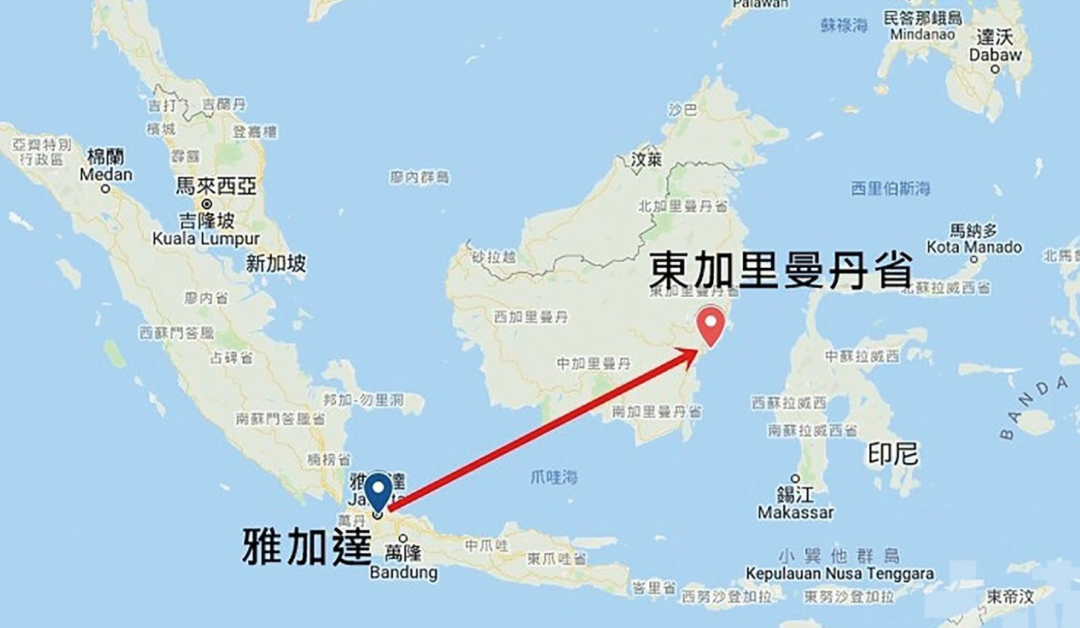 Palawan
蘇祿海
民答那峨島
Mindanao
達沃
Dabaw
吉打
吉蘭丹
檳城
登嘉樓
沙巴
亞齊特別
行政區
棉蘭
Medan
霹靂
汶萊
馬來西亞
廖內群島
西里伯斯海
吉隆坡
Kuala Lumpur
北加里曼丹省
馬納多
Kota Manado
新加坡
砂拉越
東加里曼丹省
東加里曼丹省
北蘇拉威西省
廖內省
西蘇門答臘
西加里曼丹
占碑省
中加里曼丹
中蘇拉威西
邦加-勿里洞
南蘇門答臘省
南加里曼丹省
西蘇拉威西
南蘇拉威西省
BANDA
楠榜省
印尼
爪哇海
錫江
Makassar
萬丹
雅加達
萬隆
Bandung
中爪哇
東爪哇省
小巽他群島
Kepulauan Nusa Tenggara
峇里省
西努沙登加拉
東努沙登加拉
東帝汶